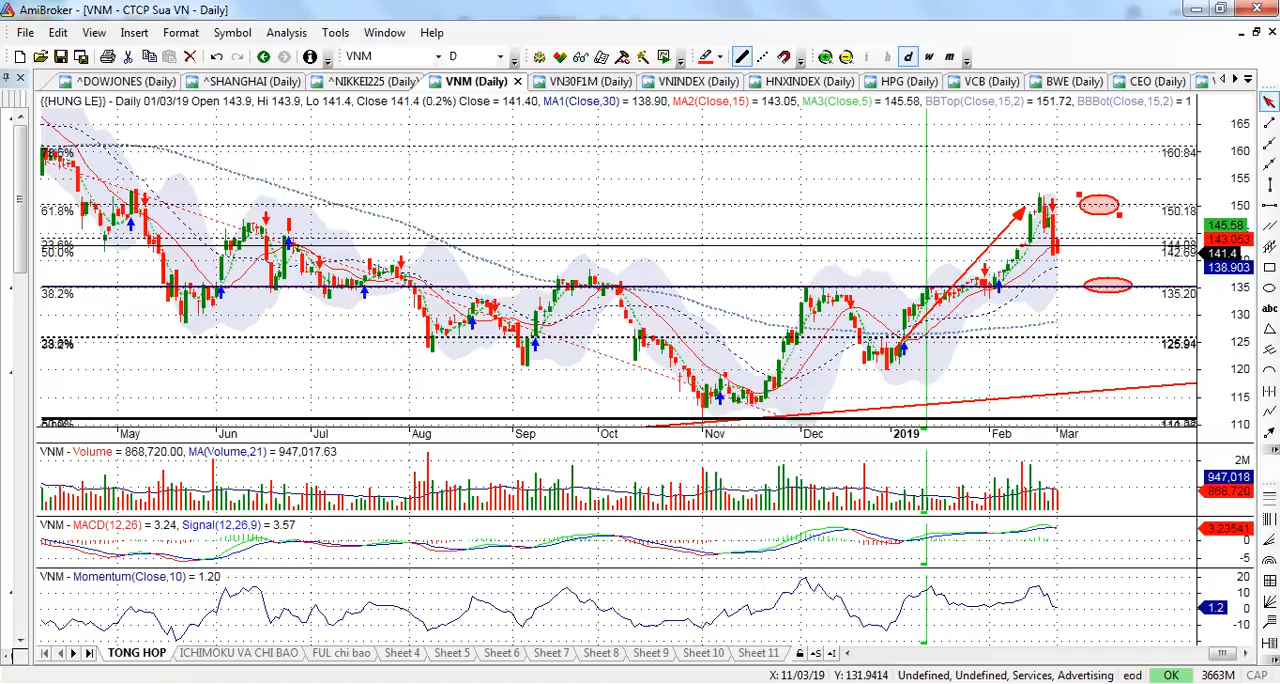 AmiBroker - [VNM - CTCP Sua VN - Daily]
File Edit View Insert Format Symbol Analysis Tools Window Help
VNM D i h d w m
^DOWJONES (Daily) ^SHANGHAI (Daily) ^NIKKEI225 (Daily) VNM (Daily) VN30F1M (Daily) VNINDEX (Daily) HNXINDEX (Daily) HPG (Daily) VCB (Daily) BWE (Daily) CEO (Daily)
{{HUNG LE}} - Daily 01/03/19 Open 143.9, Hi 143.9, Lo 141.4, Close 141.4 (0.2%) Close = 141.40, MA1(Close,30) = 138.90, MA2(Close,15) = 143.05, MA3(Close,5) = 145.58, BBTop(Close,15,2) = 151.72, BBBot(Close,15,2) = 1
165
160
160.84
155
61.8% 150
150.18
145.58
143.053
50.0% 142.69
141.4
138.903
38.2% 135
135.20
130
125
125.94
120
115
110
May Jun Jul Aug Sep Oct Nov Dec 2019 Feb Mar
VNM - Volume = 868,720.00, MA(Volume,21) = 947,017.63
2M
947,018
868,720
VNM - MACD(12,26) = 3.24, Signal(12,26,9) = 3.57
3.23541
0
-5
VNM - Momentum(Close,10) = 1.20
20
10
1.2 0
-10
TONG HOP ICHIMOKU VA CHI BAO FUL chi bao Sheet 4 Sheet 5 Sheet 6 Sheet 7 Sheet 8 Sheet 9 Sheet 10 Sheet 11
X: 11/03/19 Y: 131.9414 Undefined, Undefined, Services, Advertising eod OK 3663M CAP
abc